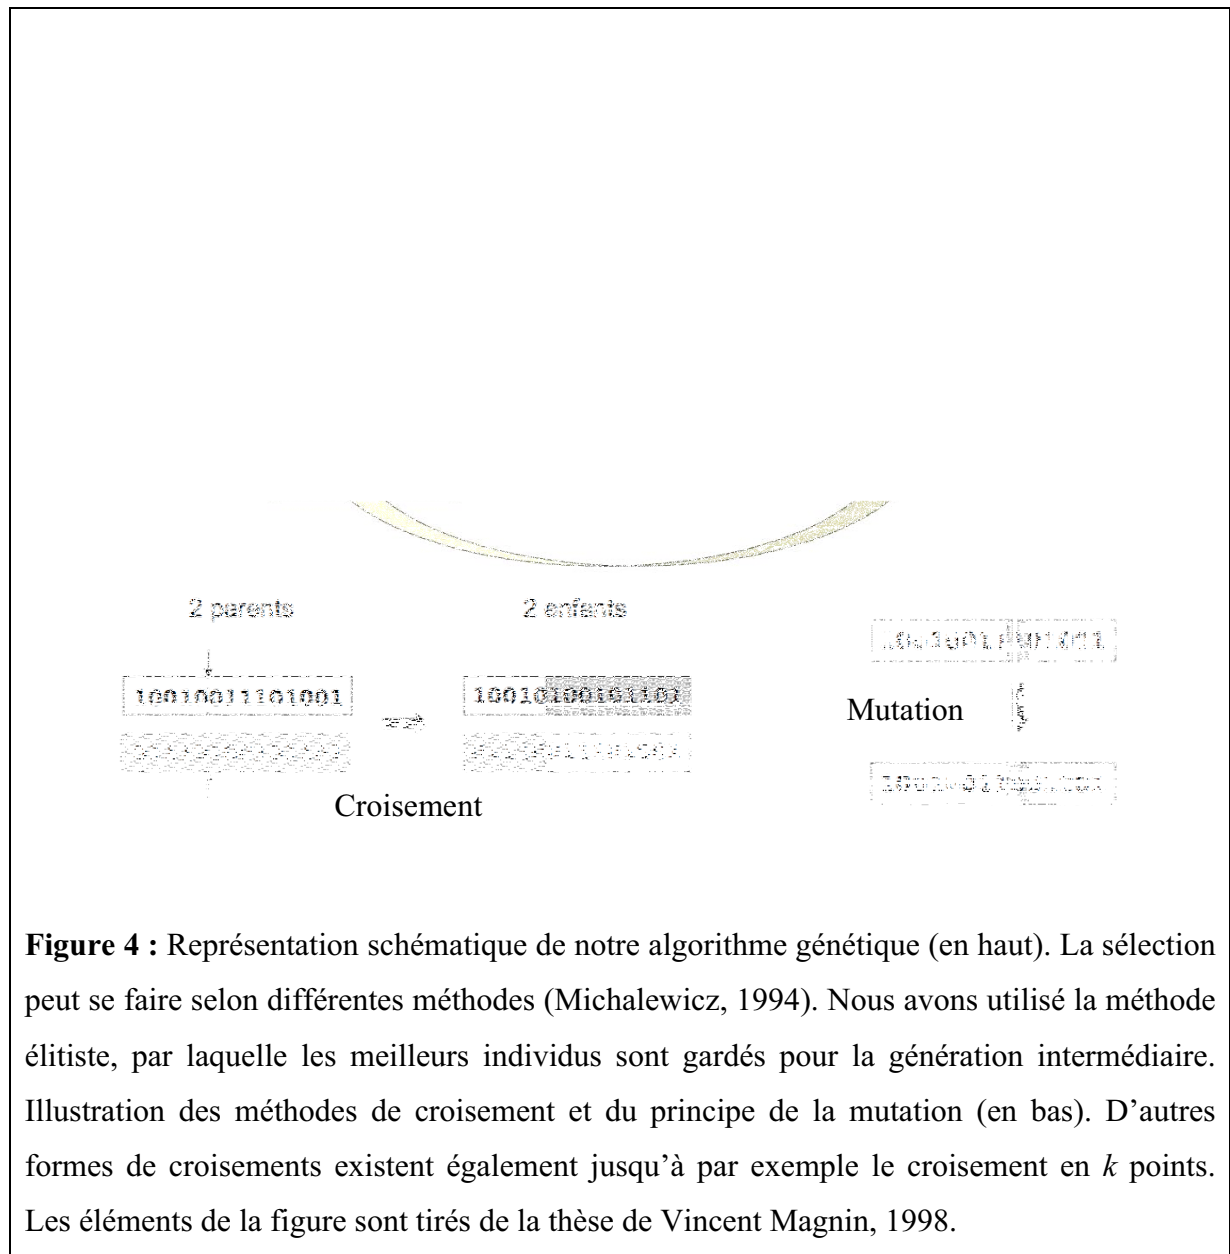 2 parents
2 enfants
10010011101001
10010100101101
Mutation
Croisement
Figure 4 : Représentation schématique de notre algorithme génétique (en haut). La sélection
peut se faire selon différentes méthodes (Michalewicz, 1994). Nous avons utilisé la méthode
élitiste, par laquelle les meilleurs individus sont gardés pour la génération intermédiaire.
Illustration des méthodes de croisement et du principe de la mutation (en bas). D’autres
formes de croisements existent également jusqu’à par exemple le croisement en k points.
Les éléments de la figure sont tirés de la thèse de Vincent Magnin, 1998.